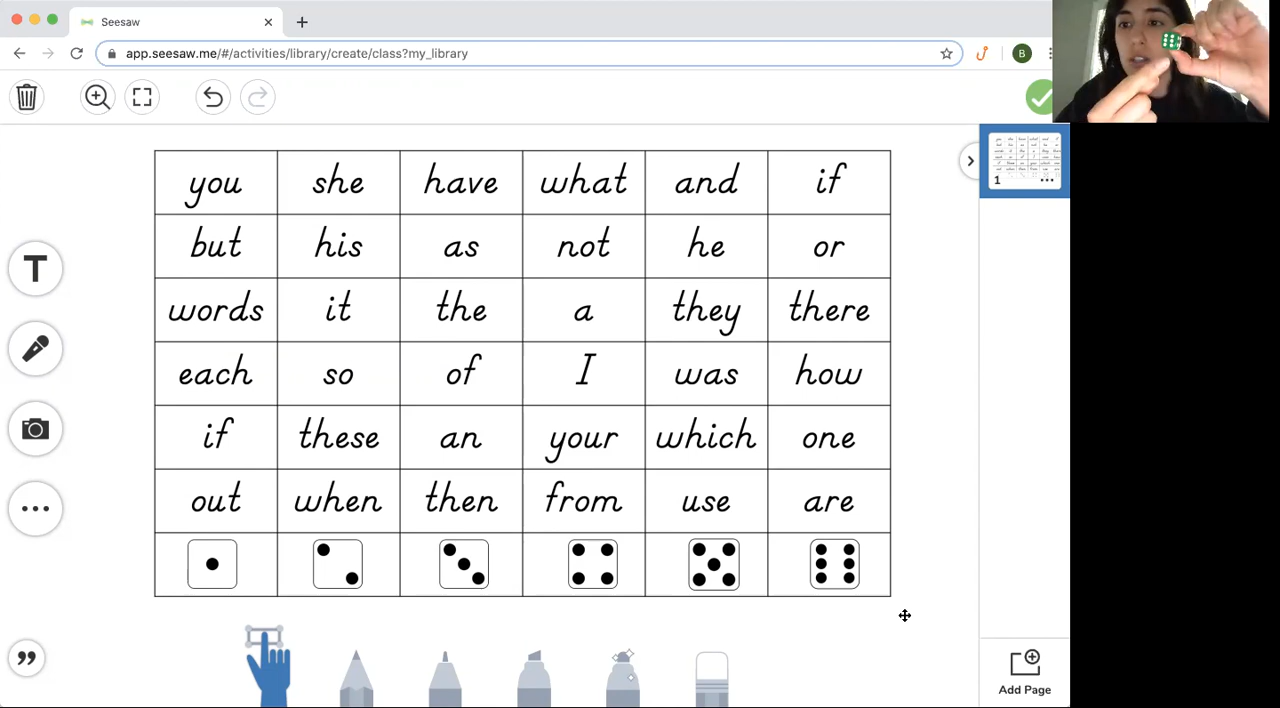 Seesaw
app.seesaw.me/#/activities/library/create/class?my_library
B
you she have what and if
but his as not he or
words it the a they there
each so of I was how
if these an your which one
out when then from use are
T
1
Add Page